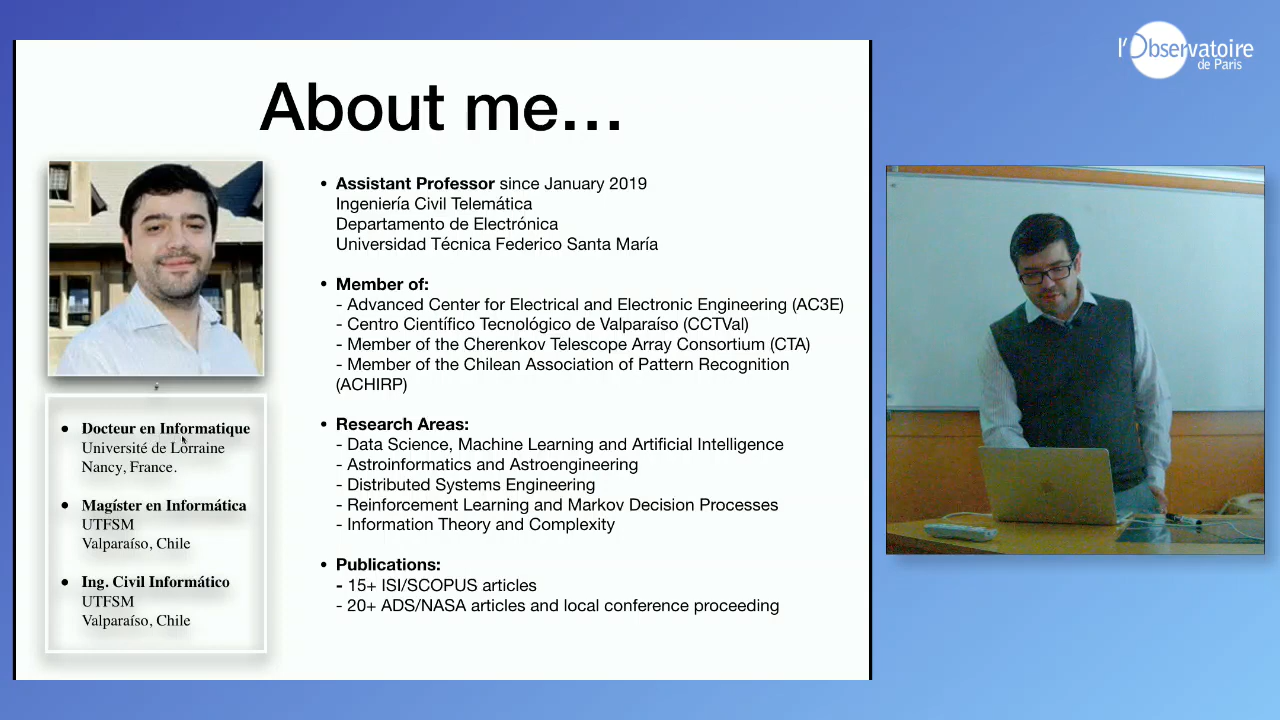 l'Observatoire
de Paris
About me…
• Assistant Professor since January 2019
Ingeniería Civil Telemática
Departamento de Electrónica
Universidad Técnica Federico Santa María
• Member of:
- Advanced Center for Electrical and Electronic Engineering (AC3E)
- Centro Científico Tecnológico de Valparaíso (CCTVal)
- Member of the Cherenkov Telescope Array Consortium (CTA)
- Member of the Chilean Association of Pattern Recognition
(ACHIRP)
• Research Areas:
- Data Science, Machine Learning and Artificial Intelligence
- Astroinformatics and Astroengineering
- Distributed Systems Engineering
- Reinforcement Learning and Markov Decision Processes
- Information Theory and Complexity
• Publications:
- 15+ ISI/SCOPUS articles
- 20+ ADS/NASA articles and local conference proceeding
• Docteur en Informatique
Université de Lorraine
Nancy, France.
• Magíster en Informática
UTFSM
Valparaíso, Chile
• Ing. Civil Informático
UTFSM
Valparaíso, Chile